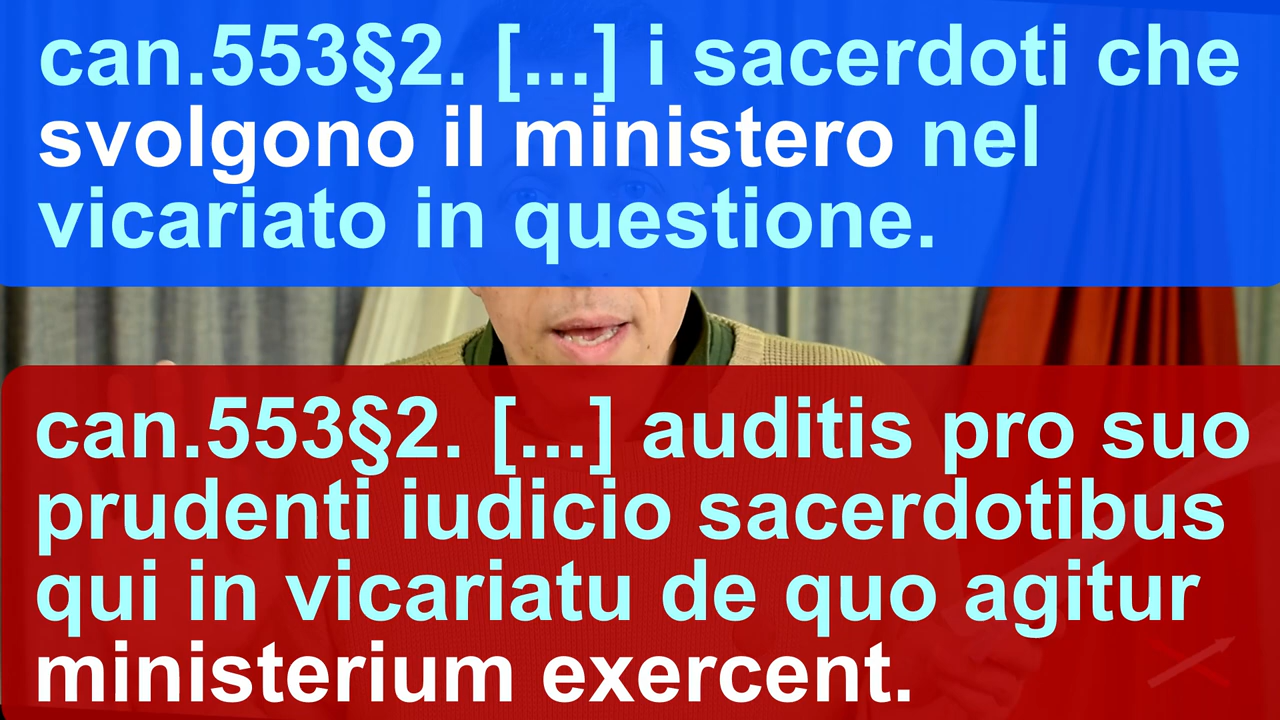 can.553§2. [...] i sacerdoti che
svolgono il ministero nel
vicariato in questione.
can.553§2. [...] auditis pro suo
prudenti iudicio sacerdotibus
qui in vicariatu de quo agitur
ministerium exercent.